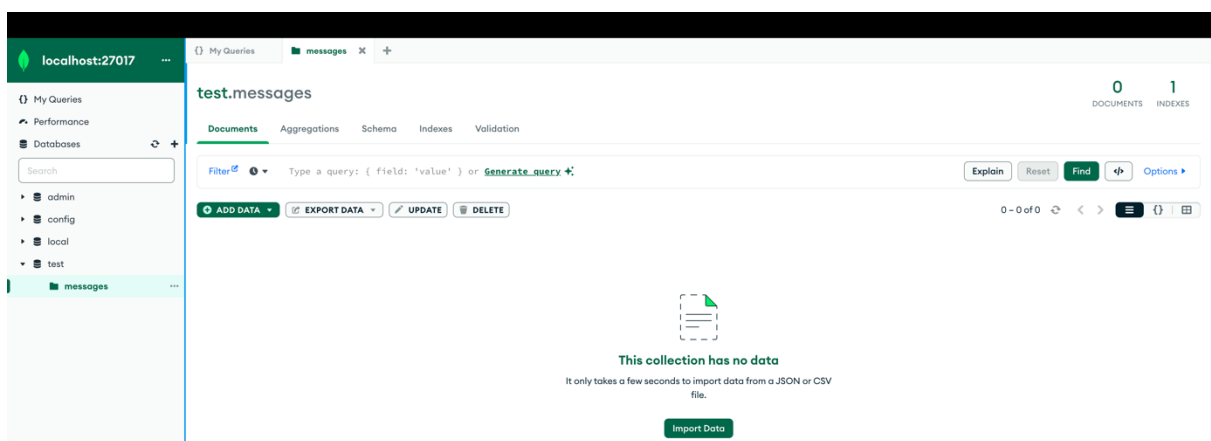 localhost:27017 ...
{} My Queries
Performance
Databases
Search
admin
config
local
test
messages ...
{} My Queries messages
test.messages
0 1
DOCUMENTS INDEXES
Documents Aggregations Schema Indexes Validation
Filter Type a query: { field: 'value' } or Generate query
Explain Reset Find </> Options
ADD DATA EXPORT DATA UPDATE DELETE
0 – 0 of 0 {}
This collection has no data
It only takes a few seconds to import data from a JSON or CSV
file.
Import Data